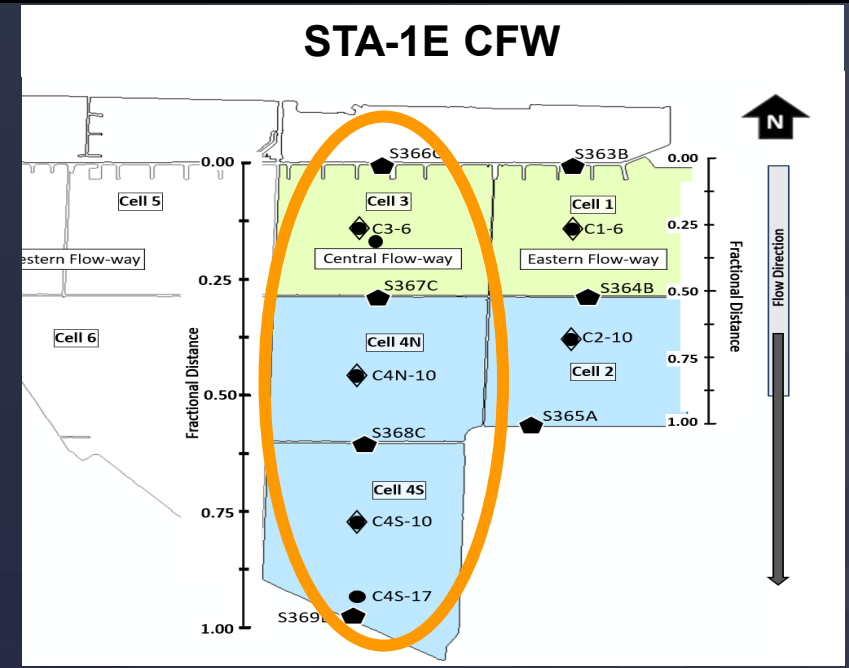 STA-1E CFW
N
S366C
S363B
0.00
0.00
Cell 5
Cell 3
Cell 1
C3-6
C1-6
0.25
estern Flow-way
Central Flow-way
Eastern Flow-way
0.25
S367C
S364B
0.50
Cell 6
Cell 4N
C2-10
0.75
C4N-10
Cell 2
0.50
S365A
1.00
S368C
Cell 4S
0.75
C4S-10
C4S-17
S369
1.00
Fractional Distance
Fractional Distance
Flow Direction